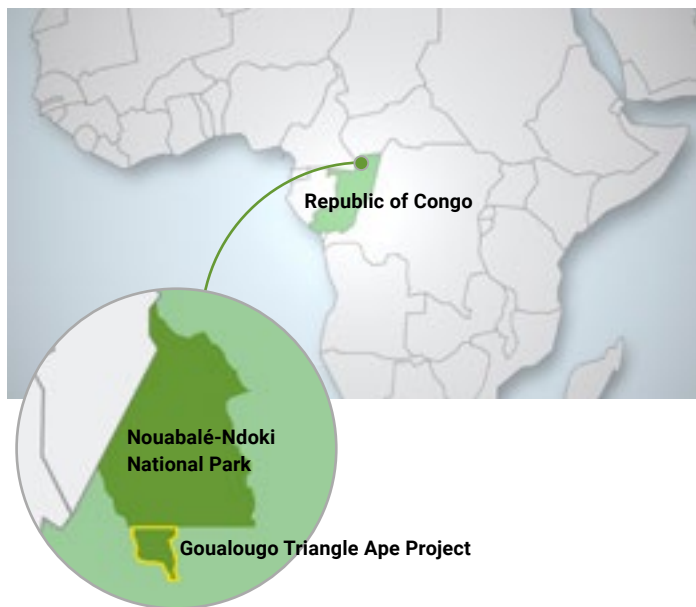 Republic of Congo
Nouabalé-Ndoki
National Park
Goualougo Triangle Ape Project